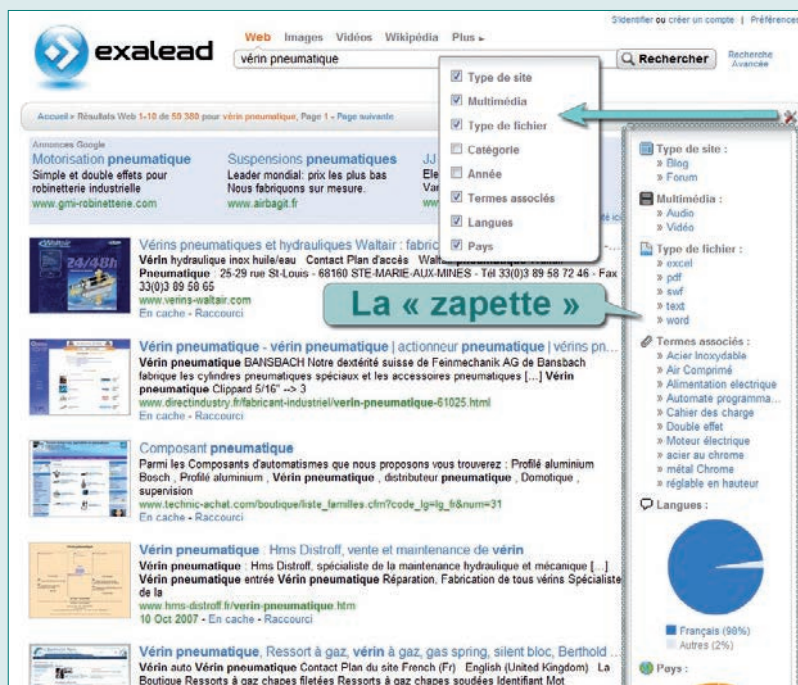 S'identifier ou créer un compte | Préférences
exalead
Web Images Vidéos Wikipédia Plus
vérin pneumatique
Rechercher
Recherche Avancée
Accueil » Résultats Web 1-10 de 59 380 pour vérin pneumatique, Page 1 - Page suivante
Type de site
Multimédia
Type de fichier
Catégorie
Année
Termes associés
Langues
Pays
Annonces Google
Motorisation pneumatique
Simple et double effets pour
robinetterie industrielle
www.gmi-robinetterie.com
Suspensions pneumatiques
Leader mondial: prix les plus bas
Nous fabriquons sur mesure.
www.airbagit.fr
JJ
Ele
Var
www
Vérins pneumatiques et hydrauliques Waltair : fabric
Vérin hydraulique inox huile/eau Contact Plan d'accès
Pneumatique : 25-29 rue St-Louis - 68160 STE-MARIE-AUX-MINES - Tél 33(0)3 89 58 72 46 - Fax
33(0)3 89 58 65
www.verins-waltair.com
En cache - Raccourci
La « zapette »
Vérin pneumatique - vérin pneumatique | actionneur pneumatique | vérins pn...
Vérin pneumatique BANSBACH Notre dextérité suisse de Feinmechanik AG de Bansbach
fabrique les cylindres pneumatiques spéciaux et les accessoires pneumatiques [...] Vérin
pneumatique Clippard 5/16" --> 3
www.directindustry.fr/fabricant-industriel/verin-pneumatique-61025.html
En cache - Raccourci
Composant pneumatique
Parmi les Composants d'automatismes que nous proposons vous trouverez : Profilé aluminium
Bosch , Profilé aluminium , Vérin pneumatique , distributeur pneumatique , Domotique ,
supervision
www.technic-achat.com/boutique/liste_familles.cfm?code_lg=lg_fr&num=31
En cache - Raccourci
Vérin pneumatique : Hms Distroff, vente et maintenance de vérin
Vérin pneumatique : Hms Distroff, spécialiste de la maintenance hydraulique et mécanique [...]
Vérin pneumatique entrée Vérin pneumatique Réparation, Fabrication de tous vérins Spécialiste
de la
www.hms-distroff.fr/verin-pneumatique.htm
10 Oct 2007 - En cache - Raccourci
Vérin pneumatique, Ressort à gaz, vérin à gaz, gas spring, silent bloc, Berthold ...
Vérin auto Vérin pneumatique Contact Plan du site French (Fr) English (United Kingdom) La
Boutique Ressorts à gaz chapes filetées Ressorts à gaz chapes soudées Identifiant Mot
Type de site :
» Blog
» Forum
Multimédia :
» Audio
» Vidéo
Type de fichier :
» excel
» pdf
» swf
» text
» word
Termes associés :
» Acier Inoxydable
» Air Comprimé
» Alimentation electrique
» Automate programma...
» Cahier des charge
» Double effet
» Moteur électrique
» acier au chrome
» métal Chrome
» réglable en hauteur
Langues :
Français (98%)
Autres (2%)
Pays :